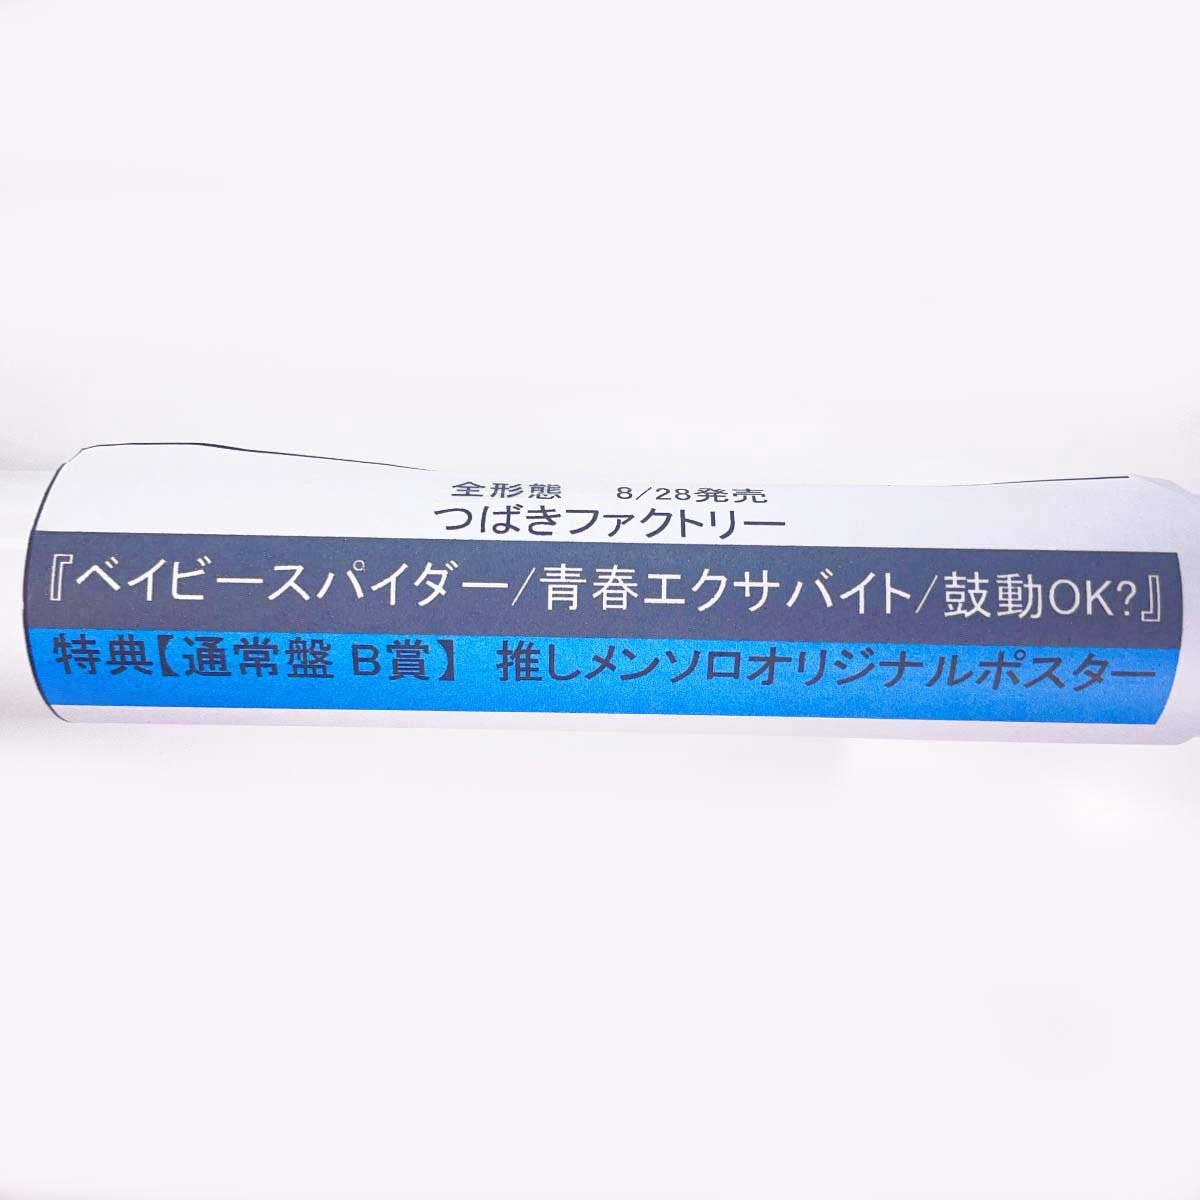 全形態 8/28発売
つばきファクトリー
『ベイビースパイダー/青春エクサバイト/鼓動OK?』
特典【通常盤 B賞】 推しメンソロオリジナルポスター